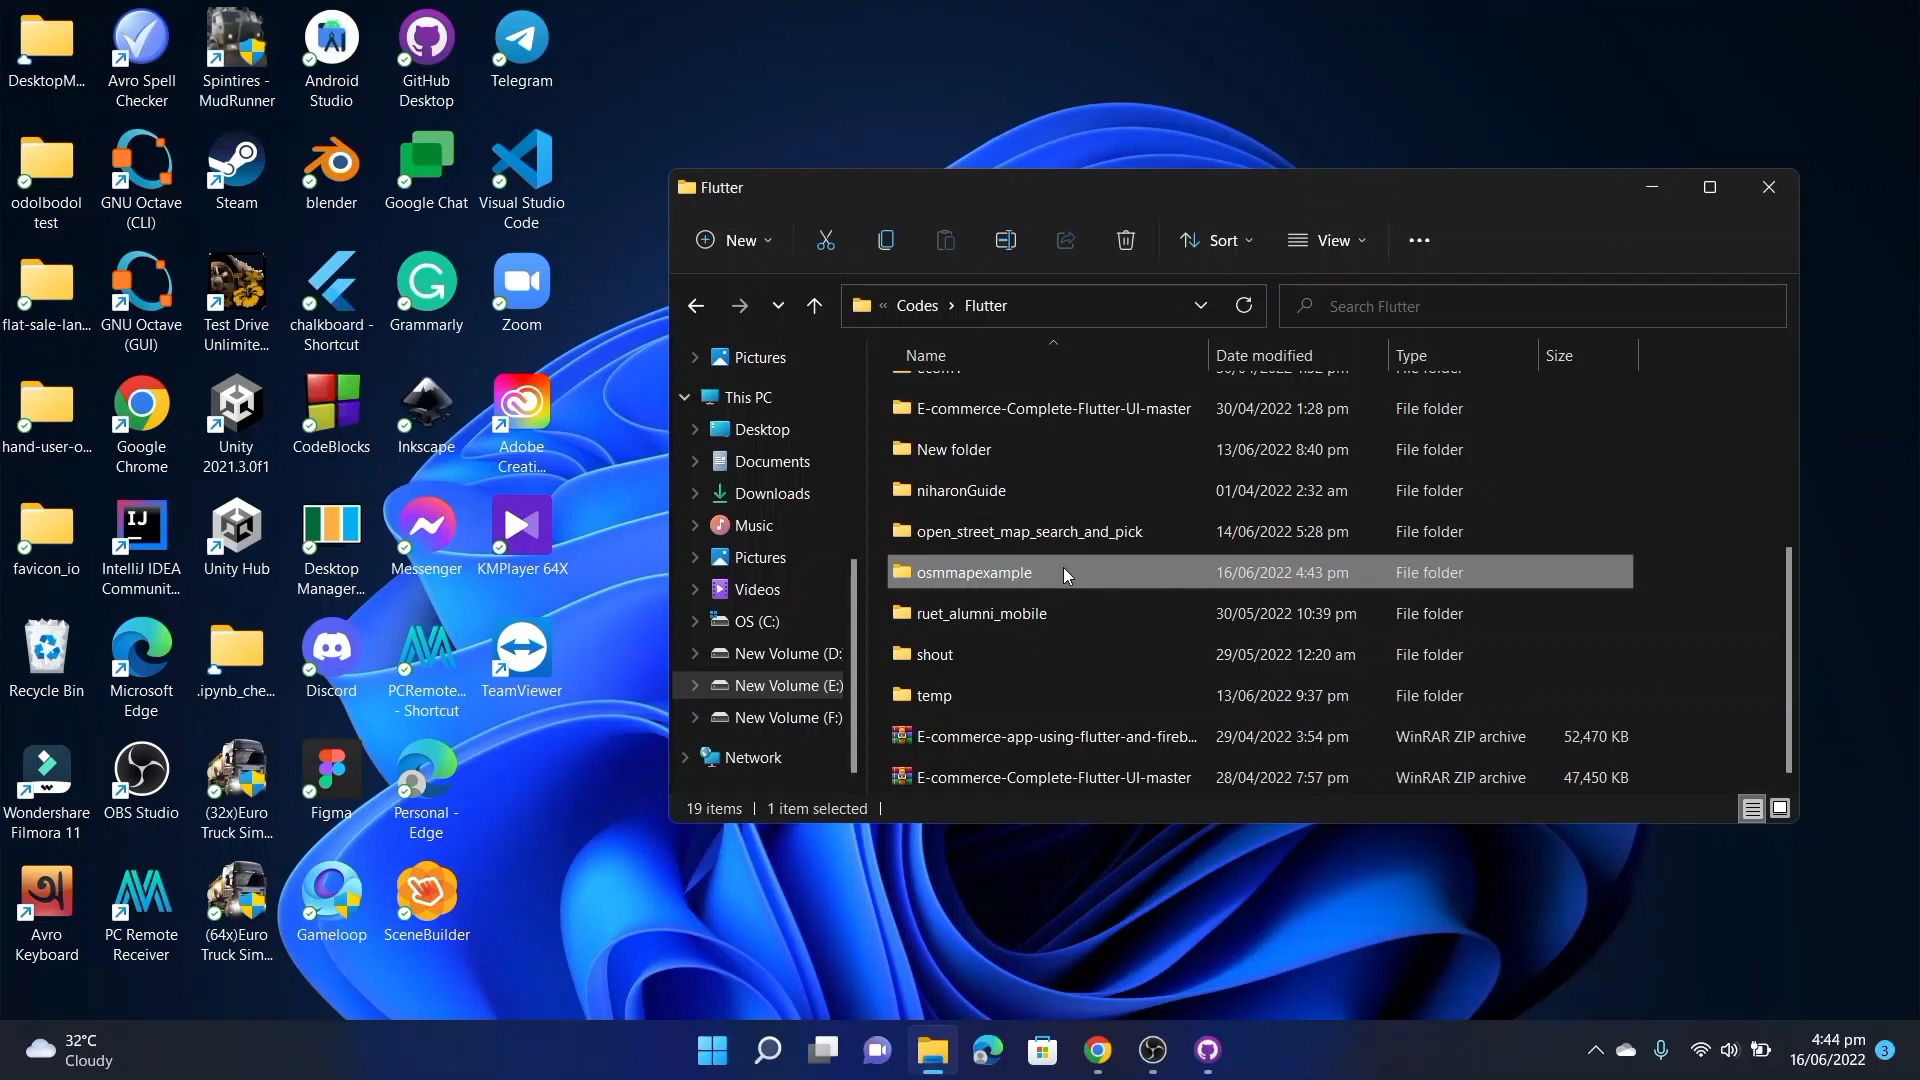 DesktopM...
Avro Spell
Checker
Spintires -
MudRunner
Android
Studio
GitHub
Desktop
Telegram
odolbodol
test
GNU Octave
(CLI)
Steam
blender
Google Chat
Visual Studio
Code
flat-sale-lan...
GNU Octave
(GUI)
Test Drive
Unlimite...
chalkboard -
Shortcut
Grammarly
Zoom
hand-user-o...
Google
Chrome
Unity
2021.3.0f1
CodeBlocks
Inkscape
Adobe
Creati...
favicon_io
IntelliJ IDEA
Communit...
Unity Hub
Desktop
Manager...
Messenger
KMPlayer 64X
Recycle Bin
Microsoft
Edge
.ipynb_che...
Discord
PCRemote...
- Shortcut
TeamViewer
Wondershare
Filmora 11
OBS Studio
(32x)Euro
Truck Sim...
Figma
Personal -
Edge
Avro
Keyboard
PC Remote
Receiver
(64x)Euro
Truck Sim...
Gameloop
SceneBuilder
Flutter
New
Sort
View
« Codes › Flutter
Search Flutter
Pictures
This PC
Desktop
Documents
Downloads
Music
Pictures
Videos
OS (C:)
New Volume (D:
New Volume (E:)
New Volume (F:)
Network
Name Date modified Type Size
E-commerce-Complete-Flutter-UI-master 30/04/2022 1:28 pm File folder
New folder 13/06/2022 8:40 pm File folder
niharonGuide 01/04/2022 2:32 am File folder
open_street_map_search_and_pick 14/06/2022 5:28 pm File folder
osmmapexample 16/06/2022 4:43 pm File folder
ruet_alumni_mobile 30/05/2022 10:39 pm File folder
shout 29/05/2022 12:20 am File folder
temp 13/06/2022 9:37 pm File folder
E-commerce-app-using-flutter-and-fireb... 29/04/2022 3:54 pm WinRAR ZIP archive 52,470 KB
E-commerce-Complete-Flutter-UI-master 28/04/2022 7:57 pm WinRAR ZIP archive 47,450 KB
19 items 1 item selected
32°C
Cloudy
4:44 pm
16/06/2022
3